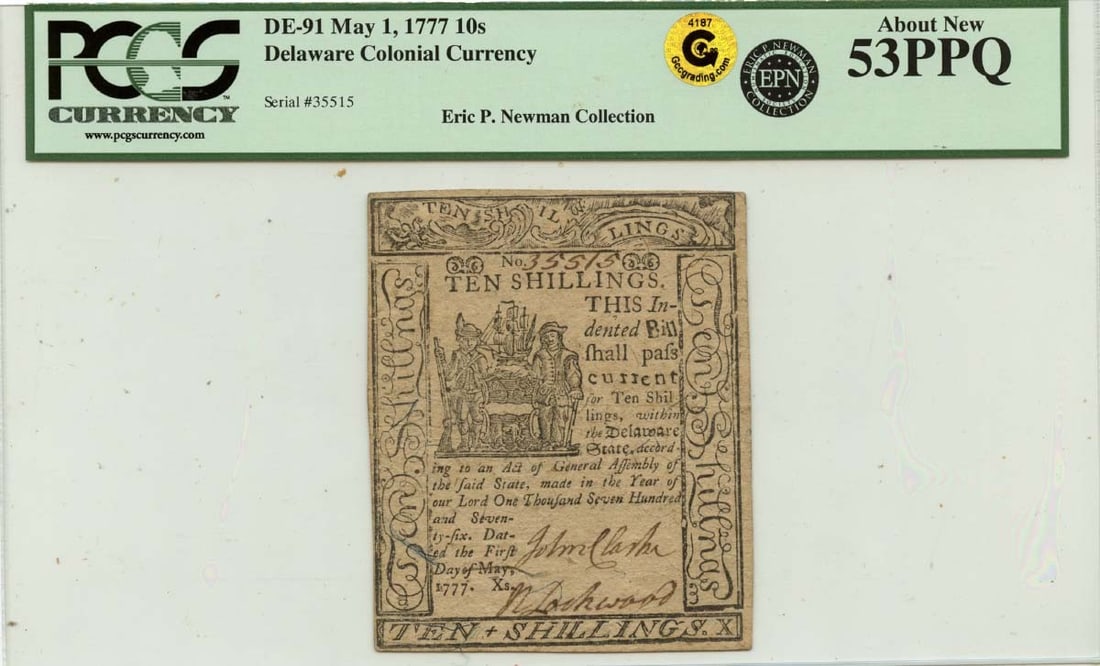 PCGS
CURRENCY
™
www.pcgscurrency.com
DE-91 May 1, 1777 10s
Delaware Colonial Currency
Serial #35515
Eric P. Newman Collection
4187
G
Gccgrading.com
ERIC P. NEWMAN
EPN
COLLECTION
About New
53PPQ
TEN SHILLINGS
No. 35515
TEN SHILLINGS.
THIS In-
dented Bill
ſhall paſs
current
for Ten Shil
lings, within
the Delaware
State, accord-
ing to an Act of General Aſſembly of
the ſaid State, made in the Year of
our Lord One Thouſand Seven Hundred
and Seven-
ty-ſix. Dat-
ed the Firſt
Day of May,
1777. Xs.
John Clarke
R Lockwood
Ten Shillings
Ten Shillings
TEN + SHILLINGS. X